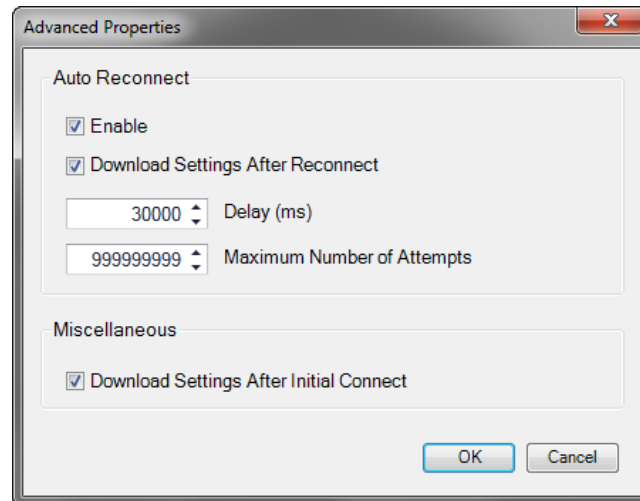 Advanced Properties
Auto Reconnect
Enable
Download Settings After Reconnect
30000 Delay (ms)
999999999 Maximum Number of Attempts
Miscellaneous
Download Settings After Initial Connect
OK Cancel